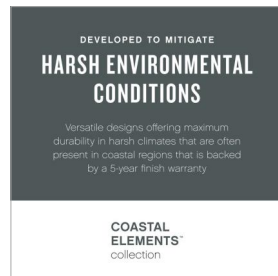 DEVELOPED TO MITIGATE
HARSH ENVIRONMENTAL
CONDITIONS
Versatile designs offering maximum
durability in harsh climates that are often
present in coastal regions that is backed
by a 5-year finish warranty
COASTAL
ELEMENTS™
collection